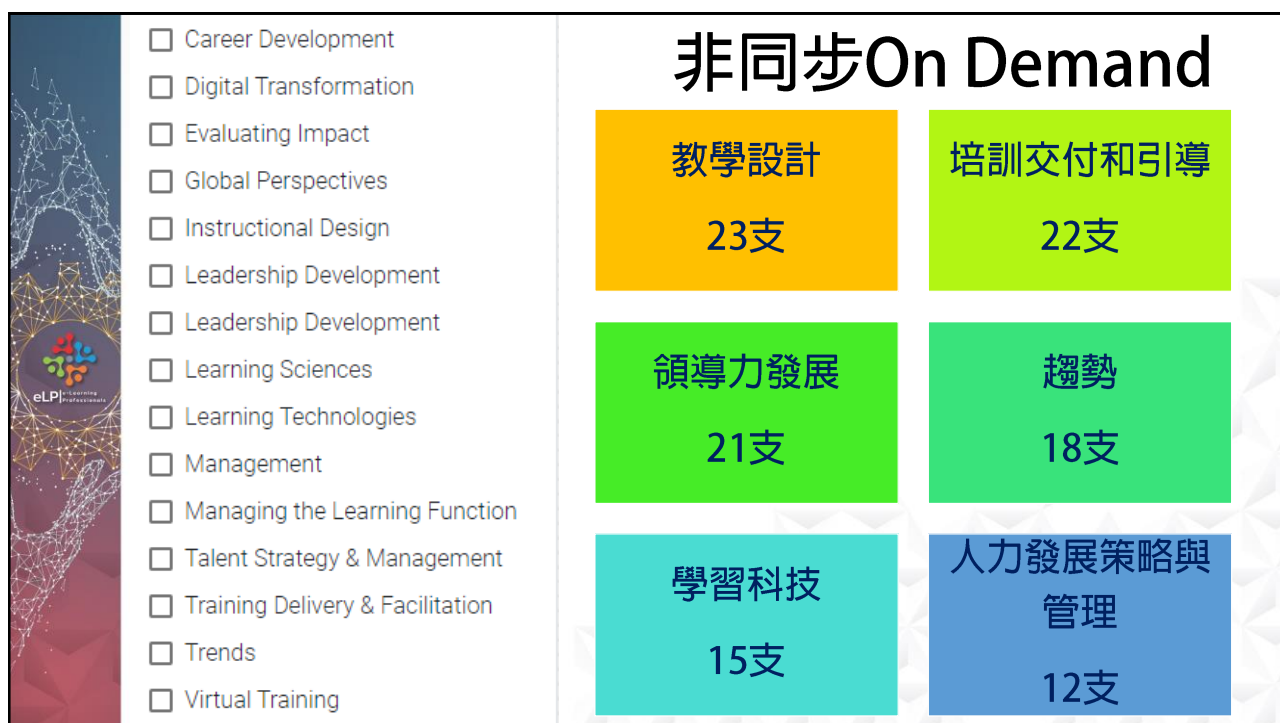 Career Development
Digital Transformation
Evaluating Impact
Global Perspectives
Instructional Design
Leadership Development
Leadership Development
Learning Sciences
Learning Technologies
Management
Managing the Learning Function
Talent Strategy & Management
Training Delivery & Facilitation
Trends
Virtual Training
eLP
e-Learning
Professionals
非同步On Demand
教學設計
23支
培訓交付和引導
22支
領導力發展
21支
趨勢
18支
學習科技
15支
人力發展策略與
管理
12支